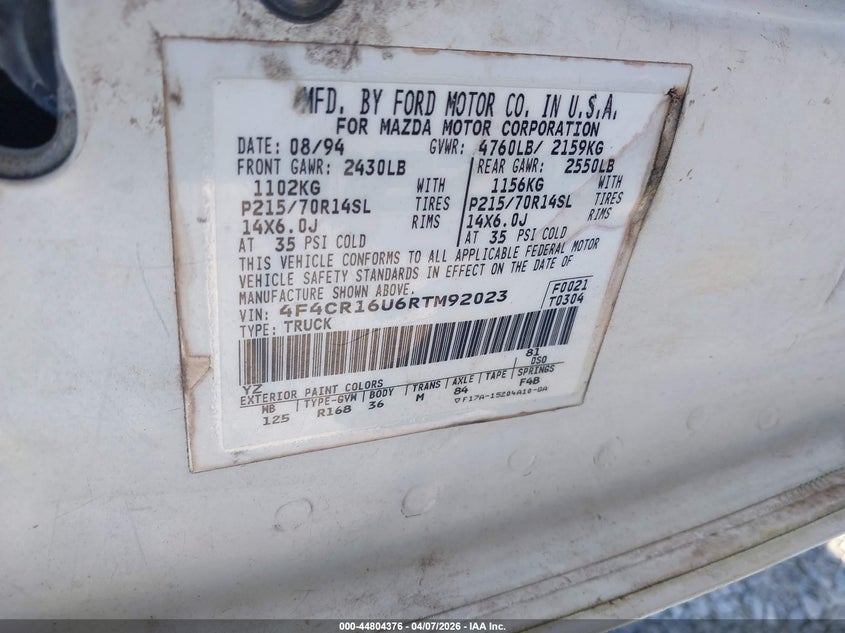 MFD. BY FORD MOTOR CO. IN U.S.A.
FOR MAZDA MOTOR CORPORATION
DATE: 08/94 GVWR: 4760LB/ 2159KG
FRONT GAWR: 2430LB REAR GAWR: 2550LB
1102KG WITH 1156KG WITH
P215/70R14SL TIRES P215/70R14SL TIRES
14X6.0J RIMS 14X6.0J RIMS
AT 35 PSI COLD AT 35 PSI COLD
THIS VEHICLE CONFORMS TO ALL APPLICABLE FEDERAL MOTOR
VEHICLE SAFETY STANDARDS IN EFFECT ON THE DATE OF
MANUFACTURE SHOWN ABOVE.
VIN: 4F4CR16U6RTM92023 F0021
TYPE: TRUCK T0304
YZ 81 DSO
EXTERIOR PAINT COLORS
WB TYPE-GVW BODY TRANS AXLE TAPE SPRINGS
125 R168 36 M 84 F4B
F17A-15204A10-DA
000-44804376 - 04/07/2026 - IAA Inc.